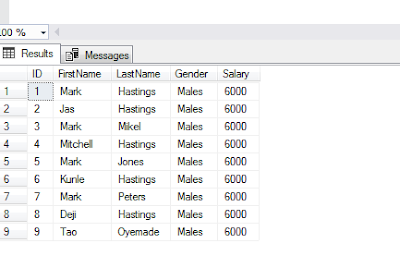 .00 %
Results Messages
ID FirstName LastName Gender Salary
1 1 Mark Hastings Males 6000
2 2 Jas Hastings Males 6000
3 3 Mark Mikel Males 6000
4 4 Mitchell Hastings Males 6000
5 5 Mark Jones Males 6000
6 6 Kunle Hastings Males 6000
7 7 Mark Peters Males 6000
8 8 Deji Hastings Males 6000
9 9 Tao Oyemade Males 6000